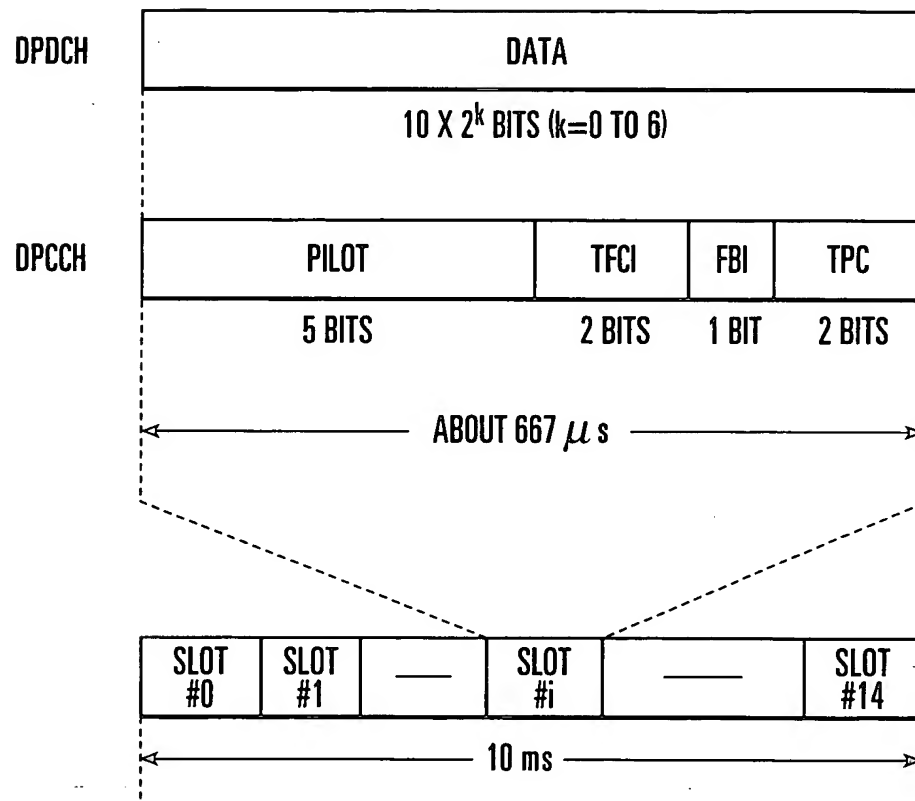 DPDCH DATA
10 X 2^k BITS (k=0 TO 6)
DPCCH PILOT TFCI FBI TPC
5 BITS 2 BITS 1 BIT 2 BITS
ABOUT 667 μs
SLOT #0 SLOT #1 SLOT #i SLOT #14
10 ms